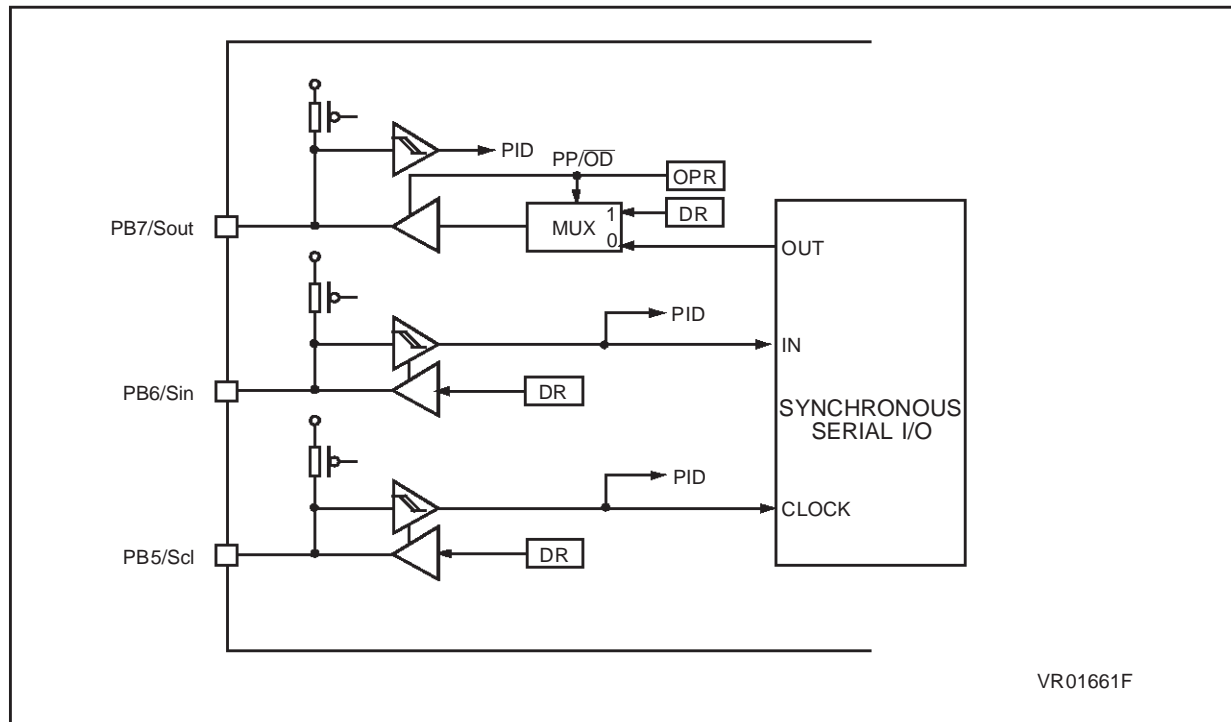 PID
PP/O̅D̅
OPR
DR
PB7/Sout
MUX
1
0
OUT
PID
IN
PB6/Sin
DR
SYNCHRONOUS
SERIAL I/O
PID
CLOCK
PB5/Scl
DR
VR01661F